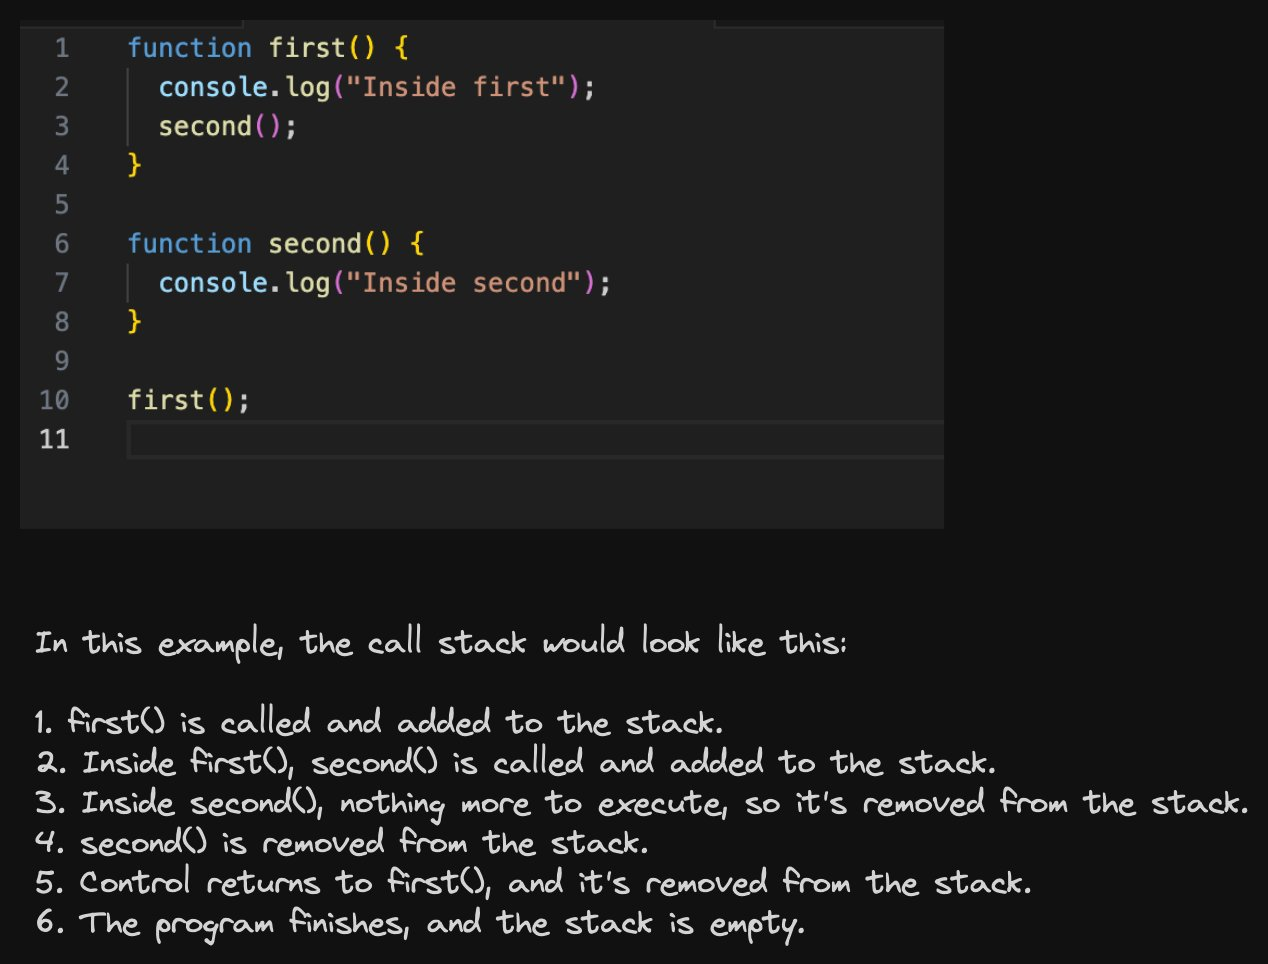 1 function first() {
2   console.log("Inside first");
3   second();
4 }
5
6 function second() {
7   console.log("Inside second");
8 }
9
10 first();
11
In this example, the call stack would look like this:
1. first() is called and added to the stack.
2. Inside first(), second() is called and added to the stack.
3. Inside second(), nothing more to execute, so it's removed from the stack.
4. second() is removed from the stack.
5. Control returns to first(), and it's removed from the stack.
6. The program finishes, and the stack is empty.